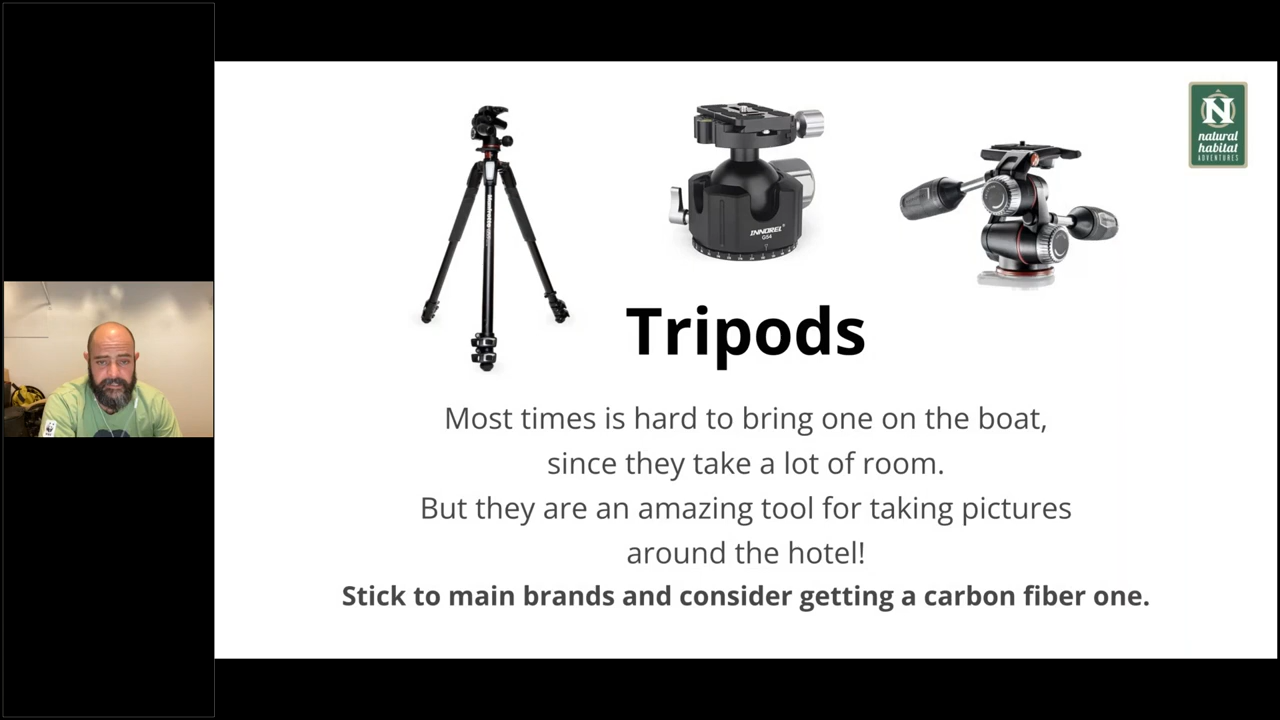 N
natural
habitat
ADVENTURES
INNOREL
G54
Tripods
Most times is hard to bring one on the boat,
since they take a lot of room.
But they are an amazing tool for taking pictures
around the hotel!
Stick to main brands and consider getting a carbon fiber one.